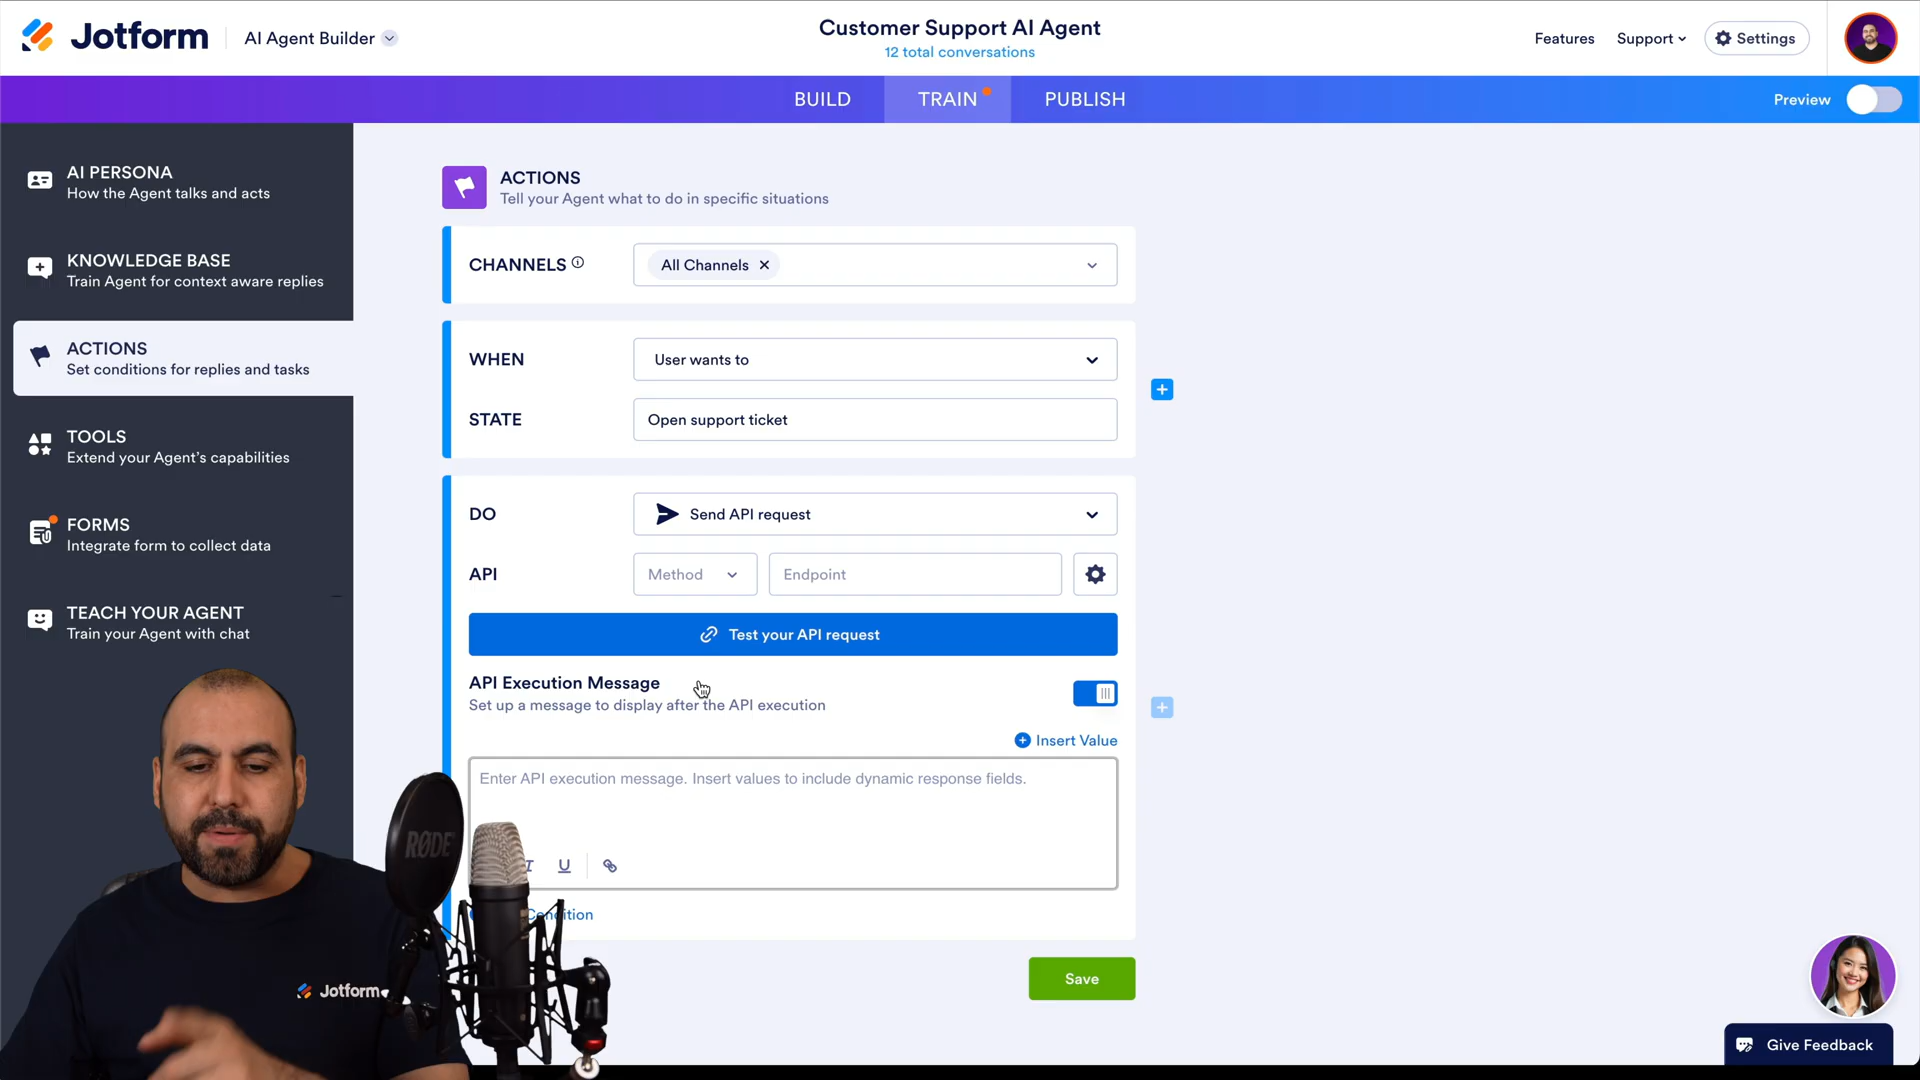 Jotform
AI Agent Builder
Customer Support AI Agent
12 total conversations
Features
Support
Settings
BUILD
TRAIN
PUBLISH
Preview
AI PERSONA
How the Agent talks and acts
KNOWLEDGE BASE
Train Agent for context aware replies
ACTIONS
Set conditions for replies and tasks
TOOLS
Extend your Agent's capabilities
FORMS
Integrate form to collect data
TEACH YOUR AGENT
Train your Agent with chat
ACTIONS
Tell your Agent what to do in specific situations
CHANNELS
All Channels
WHEN
User wants to
STATE
Open support ticket
DO
Send API request
API
Method
Endpoint
Test your API request
API Execution Message
Set up a message to display after the API execution
Insert Value
Enter API execution message. Insert values to include dynamic response fields.
I U
Condition
Save
Give Feedback
RØDE
Jotform